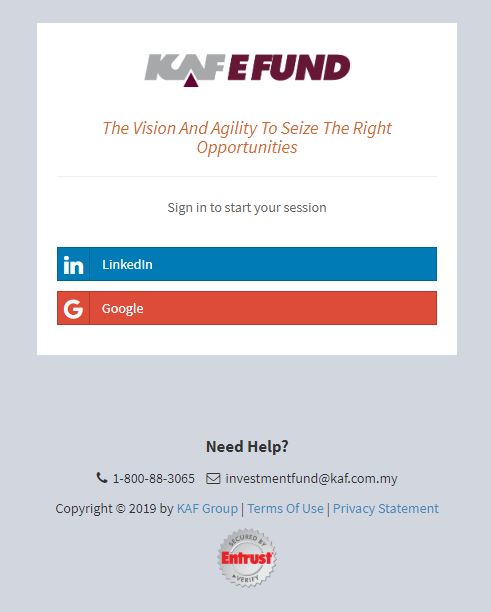 KAF E FUND
The Vision And Agility To Seize The Right
Opportunities
Sign in to start your session
in LinkedIn
G Google
Need Help?
1-800-88-3065 investmentfund@kaf.com.my
Copyright © 2019 by KAF Group | Terms Of Use | Privacy Statement
SECURED BY
Entrust
VERIFY